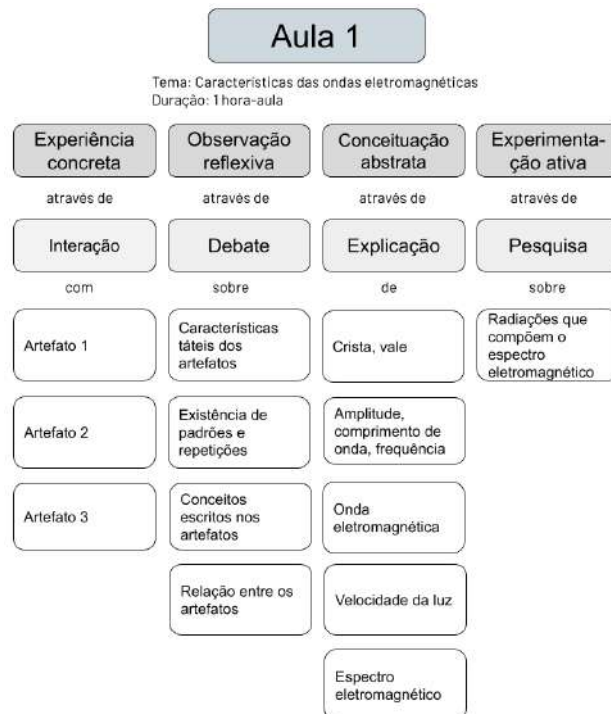 Aula 1
Tema: Características das ondas eletromagnéticas
Duração: 1 hora-aula
Experiência
concreta
através de
Interação
com
Artefato 1
Artefato 2
Artefato 3
Observação
reflexiva
através de
Debate
sobre
Características
táteis dos
artefatos
Existência de
padrões e
repetições
Conceitos
escritos nos
artefatos
Relação entre os
artefatos
Conceituação
abstrata
através de
Explicação
de
Crista, vale
Amplitude,
comprimento de
onda, frequência
Onda
eletromagnética
Velocidade da luz
Espectro
eletromagnético
Experimenta-
ção ativa
através de
Pesquisa
sobre
Radiações que
compõem o
espectro
eletromagnético